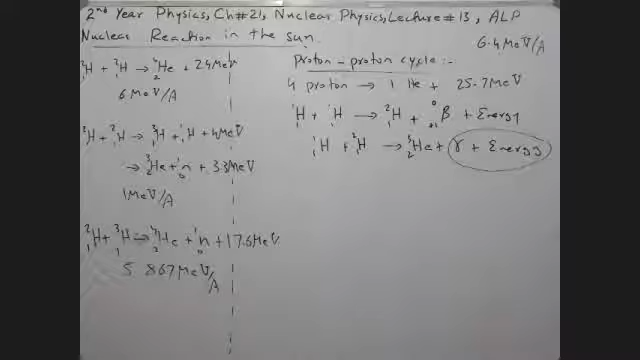 2nd Year Physics, Ch#21, Nuclear Physics, Lecture#13, ALP
Nuclear Reaction in the sun.
6.4MeV/A
²₁H + ²₁H → ⁴₂He + 24MeV
6MeV/A
²₁H + ²₁H → ³₁H + ¹₁H + 4MeV
→ ³₂He + ¹₀n + 3.3MeV
1MeV/A
²₁H + ³₁H → ⁴₂He + ¹₀n + 17.6MeV
5.867MeV/A
Proton-proton cycle:-
4 proton → 1 He + 25.7MeV
¹₁H + ¹₁H → ²₁H + ⁰₊₁β + Energy
¹₁H + ²₁H → ³₂He + γ + Energy